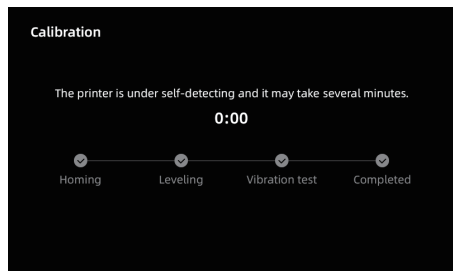 Calibration
The printer is under self-detecting and it may take several minutes.
0:00
Homing Leveling Vibration test Completed